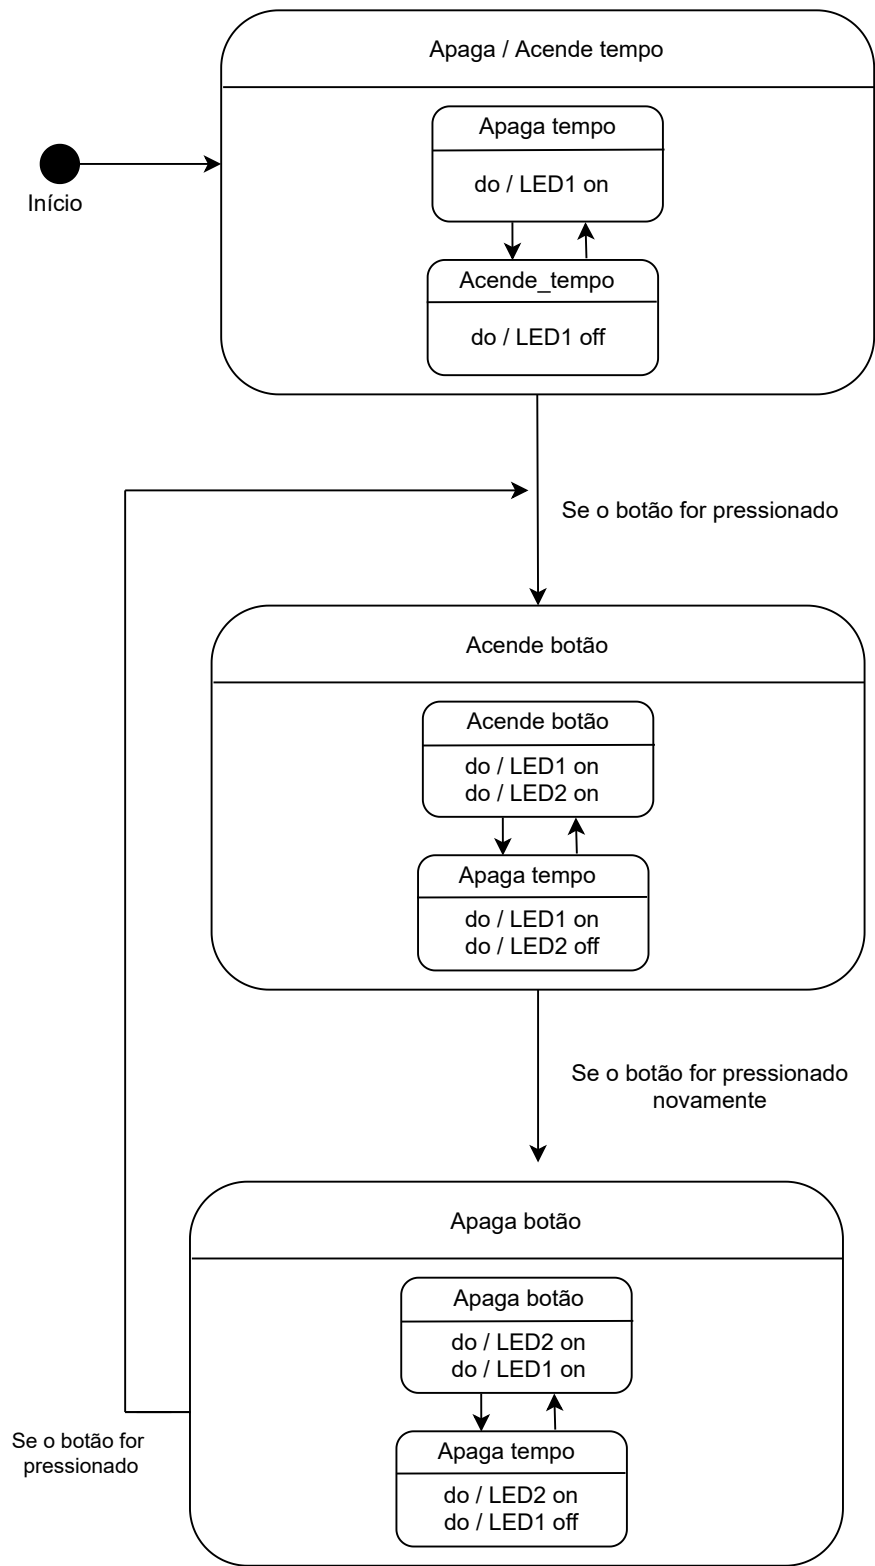 Apaga / Acende tempo
Apaga tempo
do / LED1 on
Início
Acende_tempo
do / LED1 off
Se o botão for pressionado
Acende botão
Acende botão
do / LED1 on
do / LED2 on
Apaga tempo
do / LED1 on
do / LED2 off
Se o botão for pressionado
novamente
Apaga botão
Apaga botão
do / LED2 on
do / LED1 on
Se o botão for
pressionado
Apaga tempo
do / LED2 on
do / LED1 off